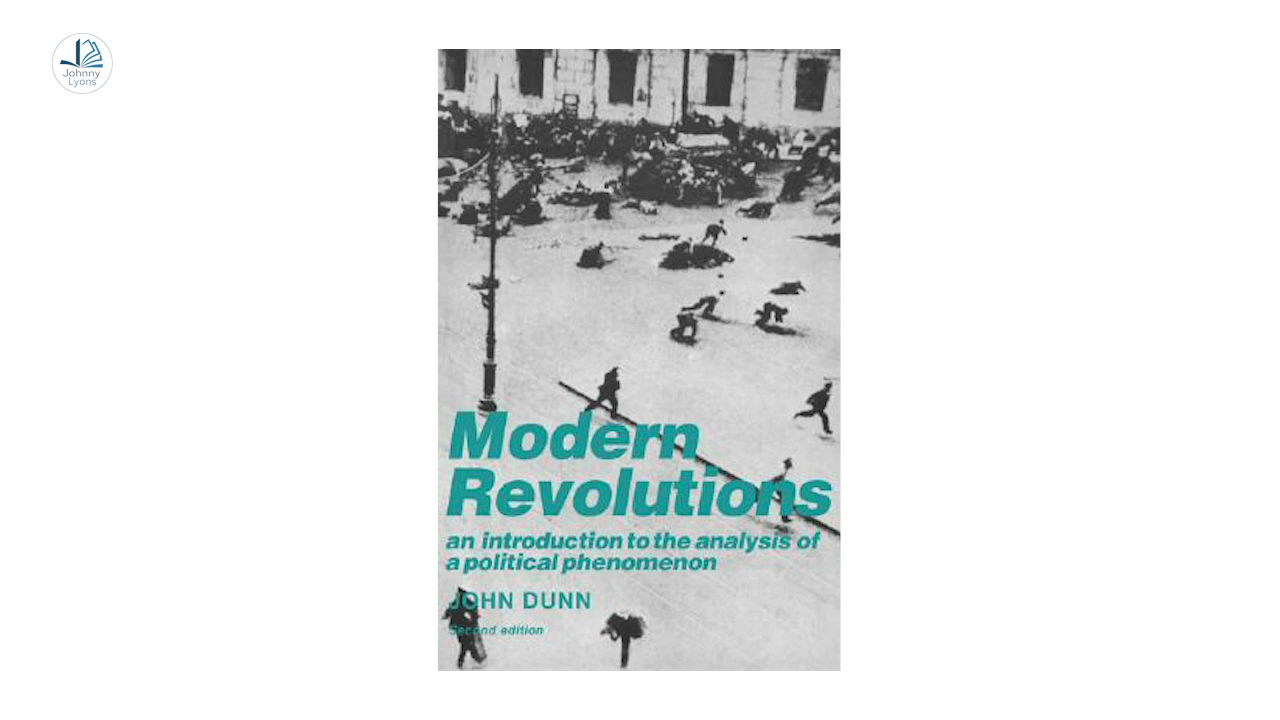 Johnny
Lyons
Modern
Revolutions
an introduction to the analysis of
a political phenomenon
JOHN DUNN
Second edition